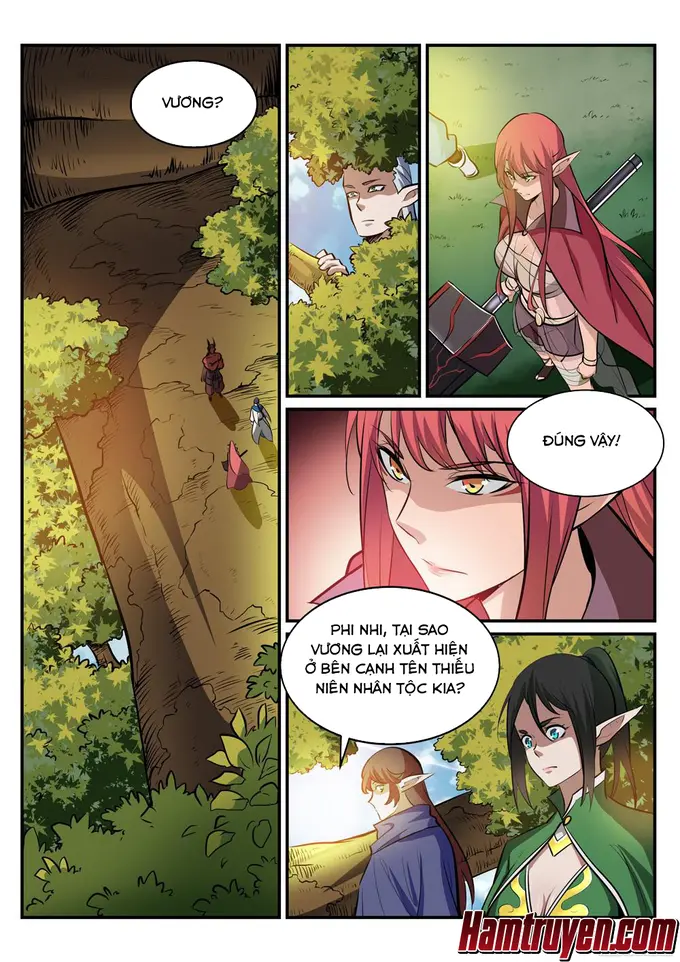 VƯƠNG?
ĐÚNG VẬY!
PHI NHI, TẠI SAO
VƯƠNG LẠI XUẤT HIỆN
Ở BÊN CẠNH TÊN THIẾU
NIÊN NHÂN TỘC KIA?
Hamtruyen.com